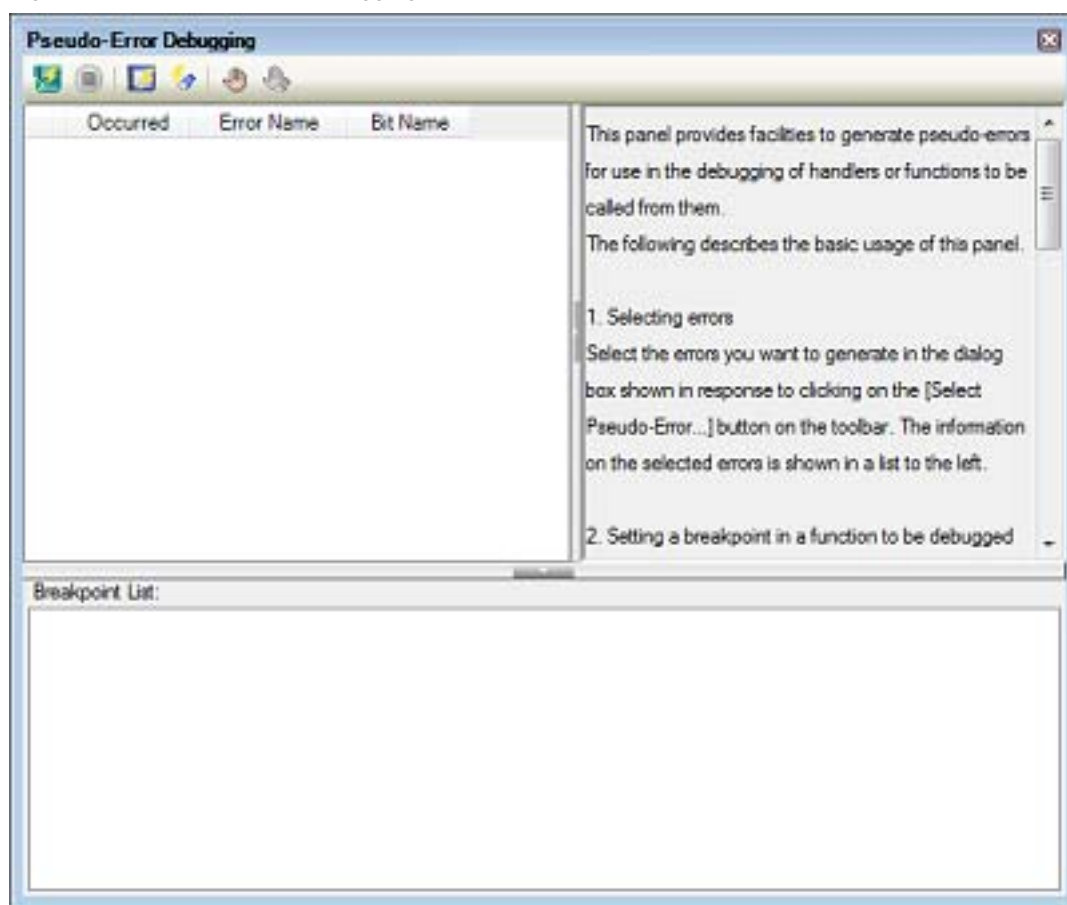 Pseudo-Error Debugging
Occurred Error Name Bit Name
This panel provides facilities to generate pseudo-errors
for use in the debugging of handlers or functions to be
called from them.
The following describes the basic usage of this panel.
1. Selecting errors
Select the errors you want to generate in the dialog
box shown in response to clicking on the [Select
Pseudo-Error...] button on the toolbar. The information
on the selected errors is shown in a list to the left.
2. Setting a breakpoint in a function to be debugged
Breakpoint List: